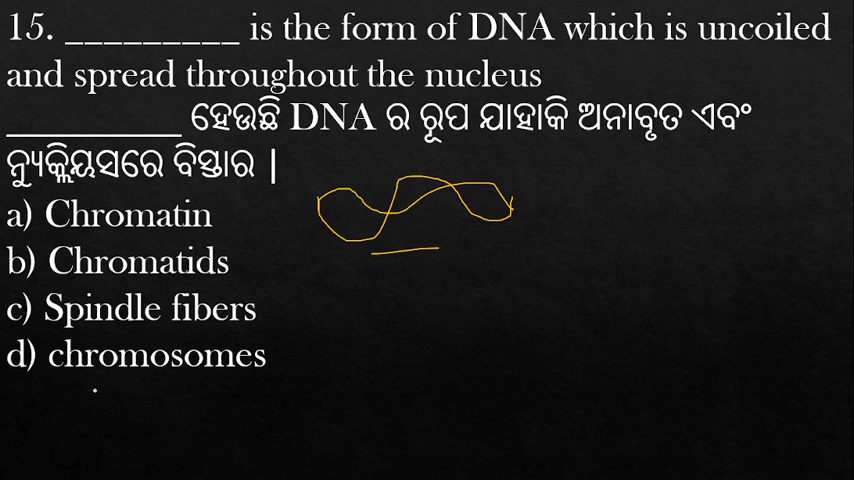 15. _________ is the form of DNA which is uncoiled
and spread throughout the nucleus
_________ ହେଉଛି DNA ର ରୂପ ଯାହାକି ଅନାବୃତ ଏବଂ
ନ୍ୟୁକ୍ଲିୟସରେ ବିସ୍ତାର |
a) Chromatin
b) Chromatids
c) Spindle fibers
d) chromosomes